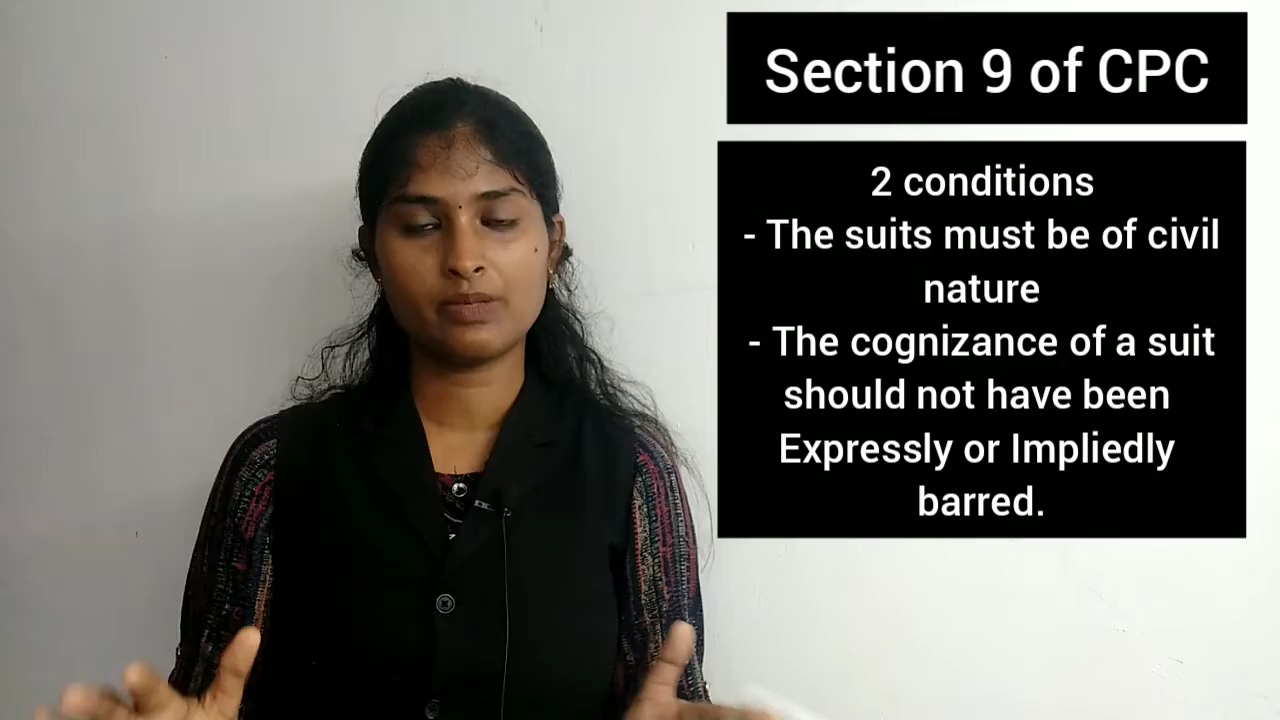 Section 9 of CPC
2 conditions
- The suits must be of civil
nature
- The cognizance of a suit
should not have been
Expressly or Impliedly
barred.